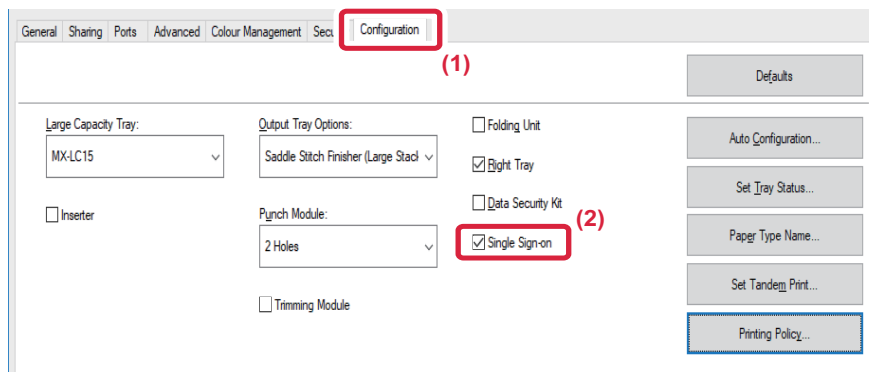 General Sharing Ports Advanced Colour Management Secu Configuration
(1)
Defaults
Large Capacity Tray:
MX-LC15
Inserter
Output Tray Options:
Saddle Stitch Finisher (Large Stack
Punch Module:
2 Holes
Trimming Module
Folding Unit
Right Tray
Data Security Kit
(2)
Single Sign-on
Auto Configuration...
Set Tray Status...
Paper Type Name...
Set Tandem Print...
Printing Policy...